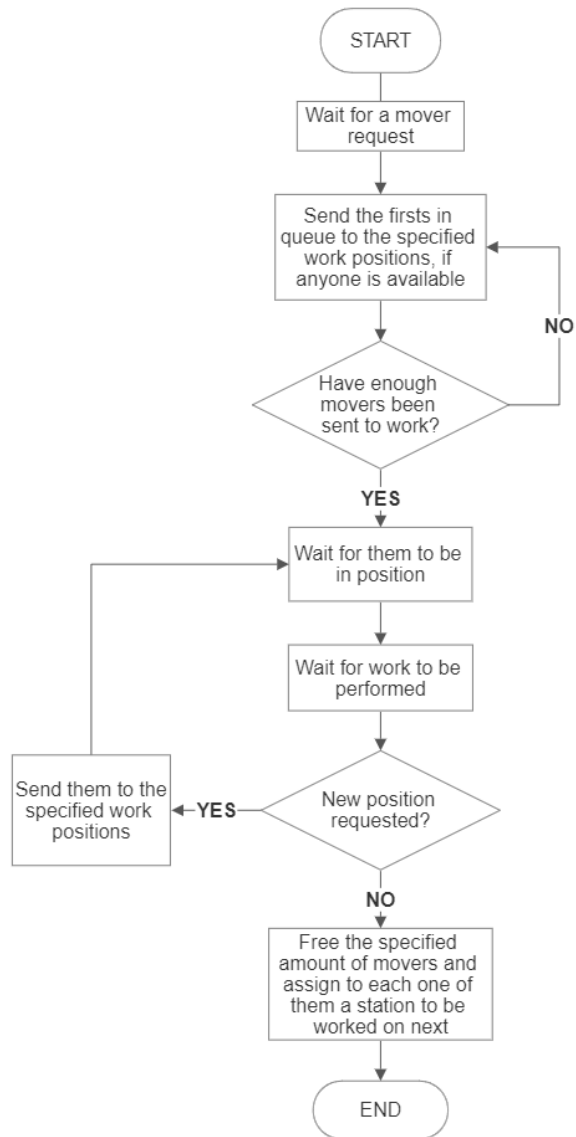 START
Wait for a mover
request
Send the firsts in
queue to the specified
work positions, if
anyone is available
NO
Have enough
movers been
sent to work?
YES
Wait for them to be
in position
Wait for work to be
performed
Send them to the
specified work
positions
YES
New position
requested?
NO
Free the specified
amount of movers and
assign to each one of
them a station to be
worked on next
END